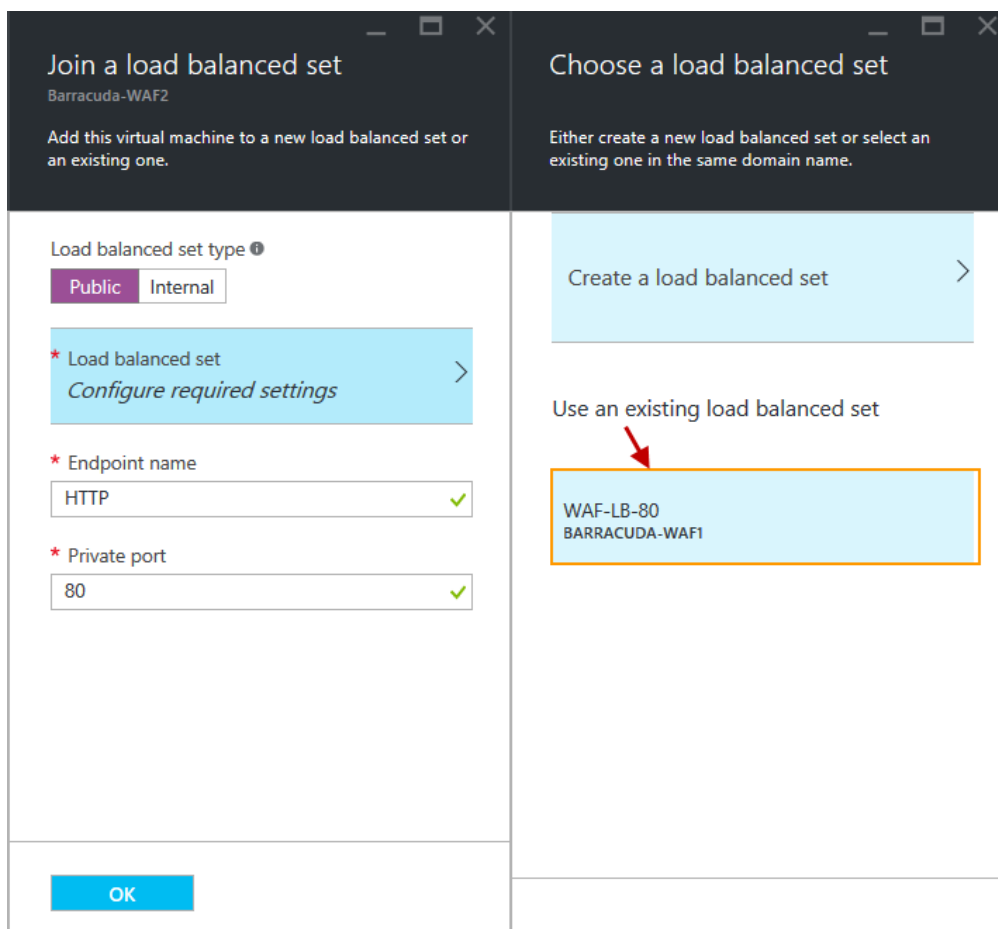 Join a load balanced set
Barracuda-WAF2
Add this virtual machine to a new load balanced set or
an existing one.
Load balanced set type
Public Internal
* Load balanced set
Configure required settings
* Endpoint name
HTTP
* Private port
80
OK
Choose a load balanced set
Either create a new load balanced set or select an
existing one in the same domain name.
Create a load balanced set
Use an existing load balanced set
WAF-LB-80
BARRACUDA-WAF1